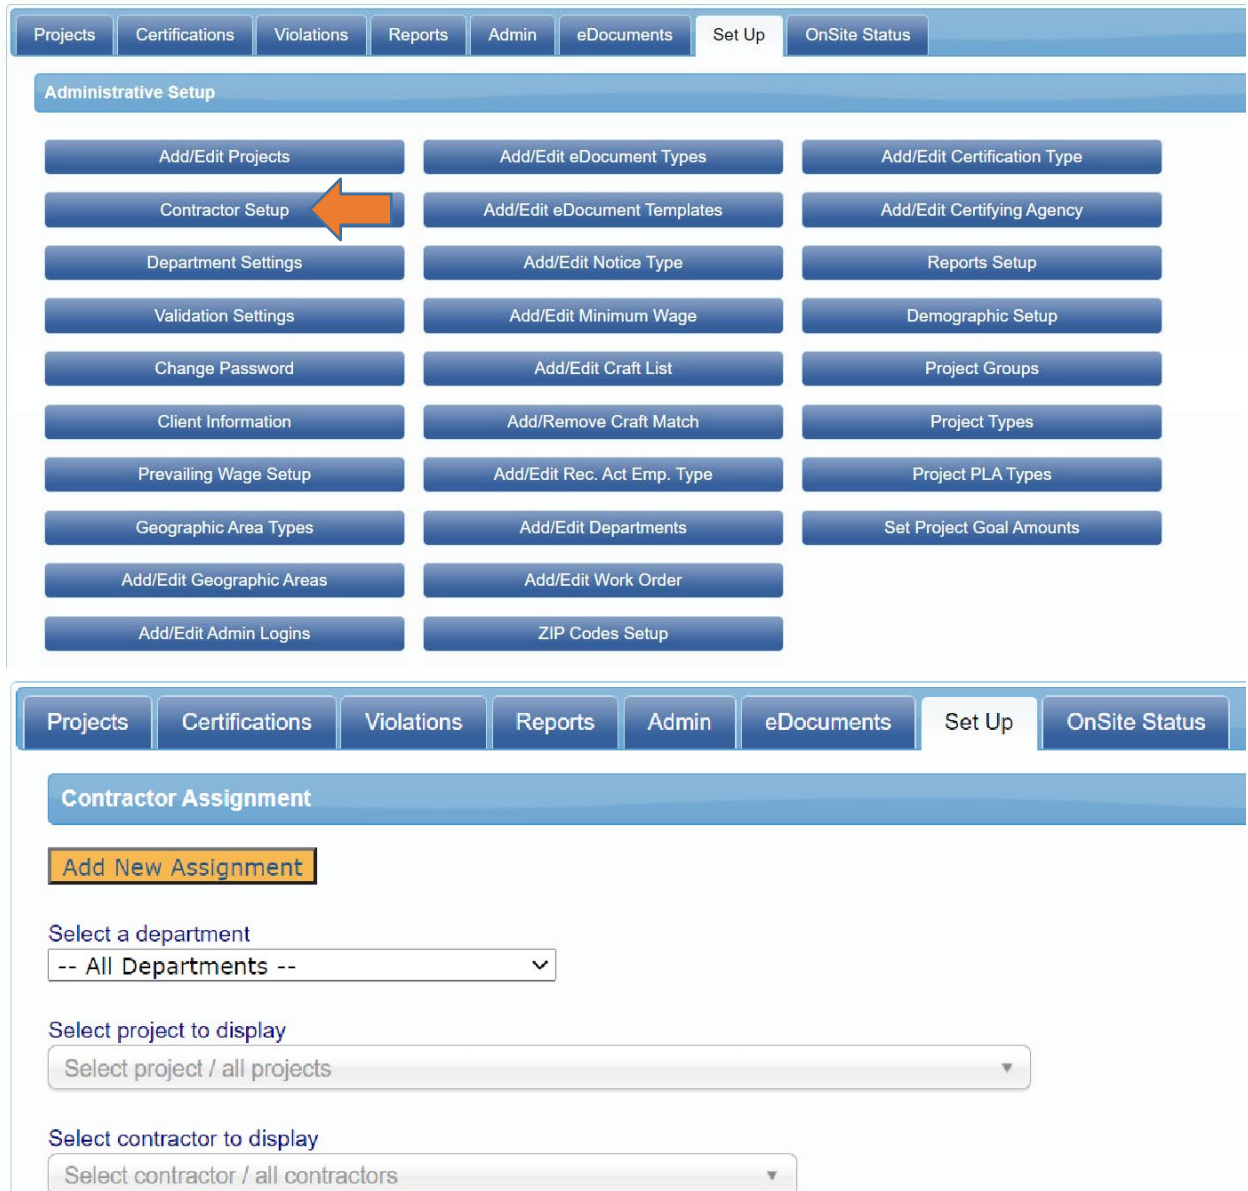 Projects Certifications Violations Reports Admin eDocuments Set Up OnSite Status
Administrative Setup
Add/Edit Projects Add/Edit eDocument Types Add/Edit Certification Type
Contractor Setup Add/Edit eDocument Templates Add/Edit Certifying Agency
Department Settings Add/Edit Notice Type Reports Setup
Validation Settings Add/Edit Minimum Wage Demographic Setup
Change Password Add/Edit Craft List Project Groups
Client Information Add/Remove Craft Match Project Types
Prevailing Wage Setup Add/Edit Rec. Act Emp. Type Project PLA Types
Geographic Area Types Add/Edit Departments Set Project Goal Amounts
Add/Edit Geographic Areas Add/Edit Work Order
Add/Edit Admin Logins ZIP Codes Setup
Projects Certifications Violations Reports Admin eDocuments Set Up OnSite Status
Contractor Assignment
Add New Assignment
Select a department
-- All Departments --
Select project to display
Select project / all projects
Select contractor to display
Select contractor / all contractors